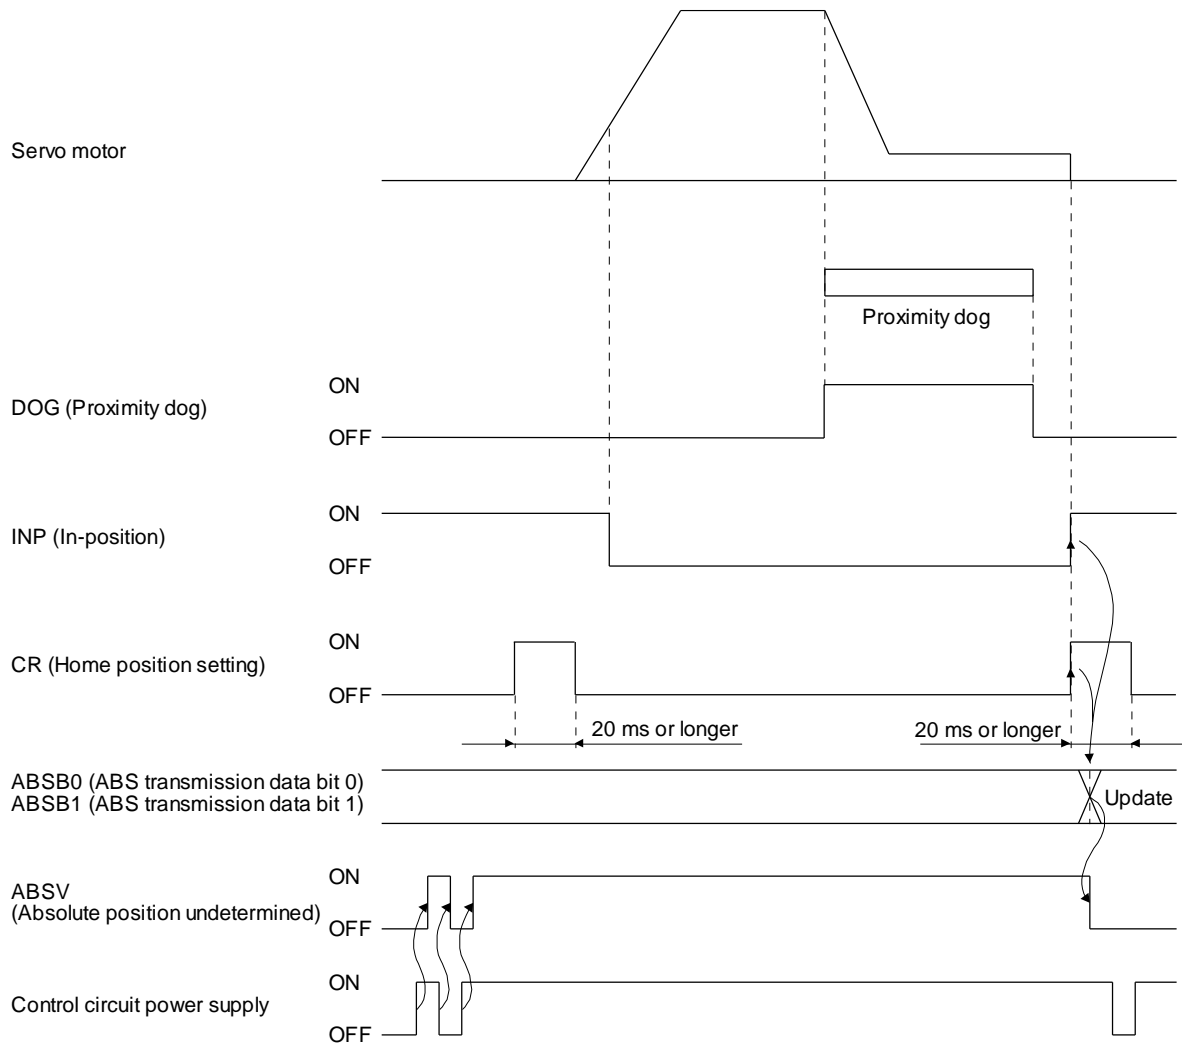 Servo motor
Proximity dog
ON
DOG (Proximity dog)
OFF
ON
INP (In-position)
OFF
ON
CR (Home position setting)
OFF
20 ms or longer
20 ms or longer
ABSB0 (ABS transmission data bit 0)
ABSB1 (ABS transmission data bit 1)
Update
ON
ABSV
(Absolute position undetermined)
OFF
ON
Control circuit power supply
OFF